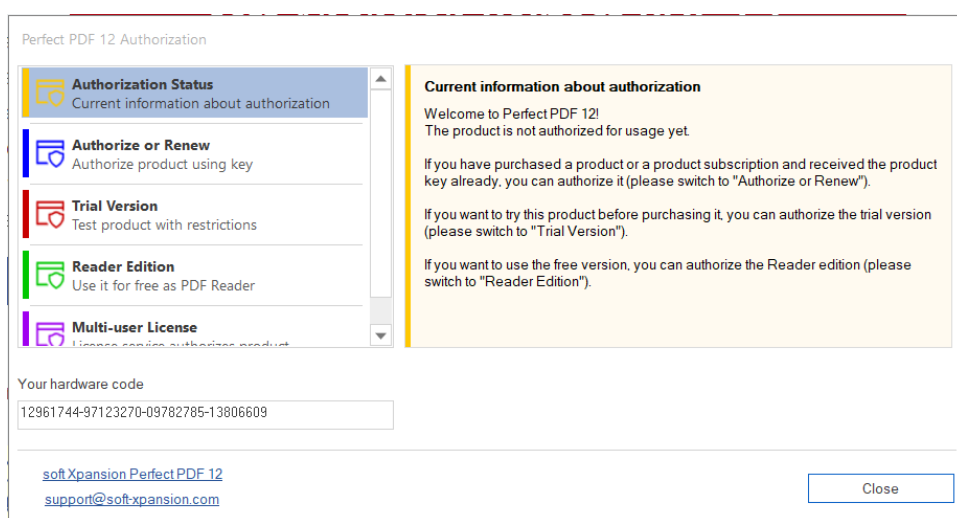 Perfect PDF 12 Authorization
Authorization Status
Current information about authorization
Authorize or Renew
Authorize product using key
Trial Version
Test product with restrictions
Reader Edition
Use it for free as PDF Reader
Multi-user License
License service authorizes product
Current information about authorization
Welcome to Perfect PDF 12!
The product is not authorized for usage yet.
If you have purchased a product or a product subscription and received the product
key already, you can authorize it (please switch to "Authorize or Renew").
If you want to try this product before purchasing it, you can authorize the trial version
(please switch to "Trial Version").
If you want to use the free version, you can authorize the Reader edition (please
switch to "Reader Edition").
Your hardware code
12961744-97123270-09782785-13806609
soft Xpansion Perfect PDF 12
support@soft-xpansion.com
Close